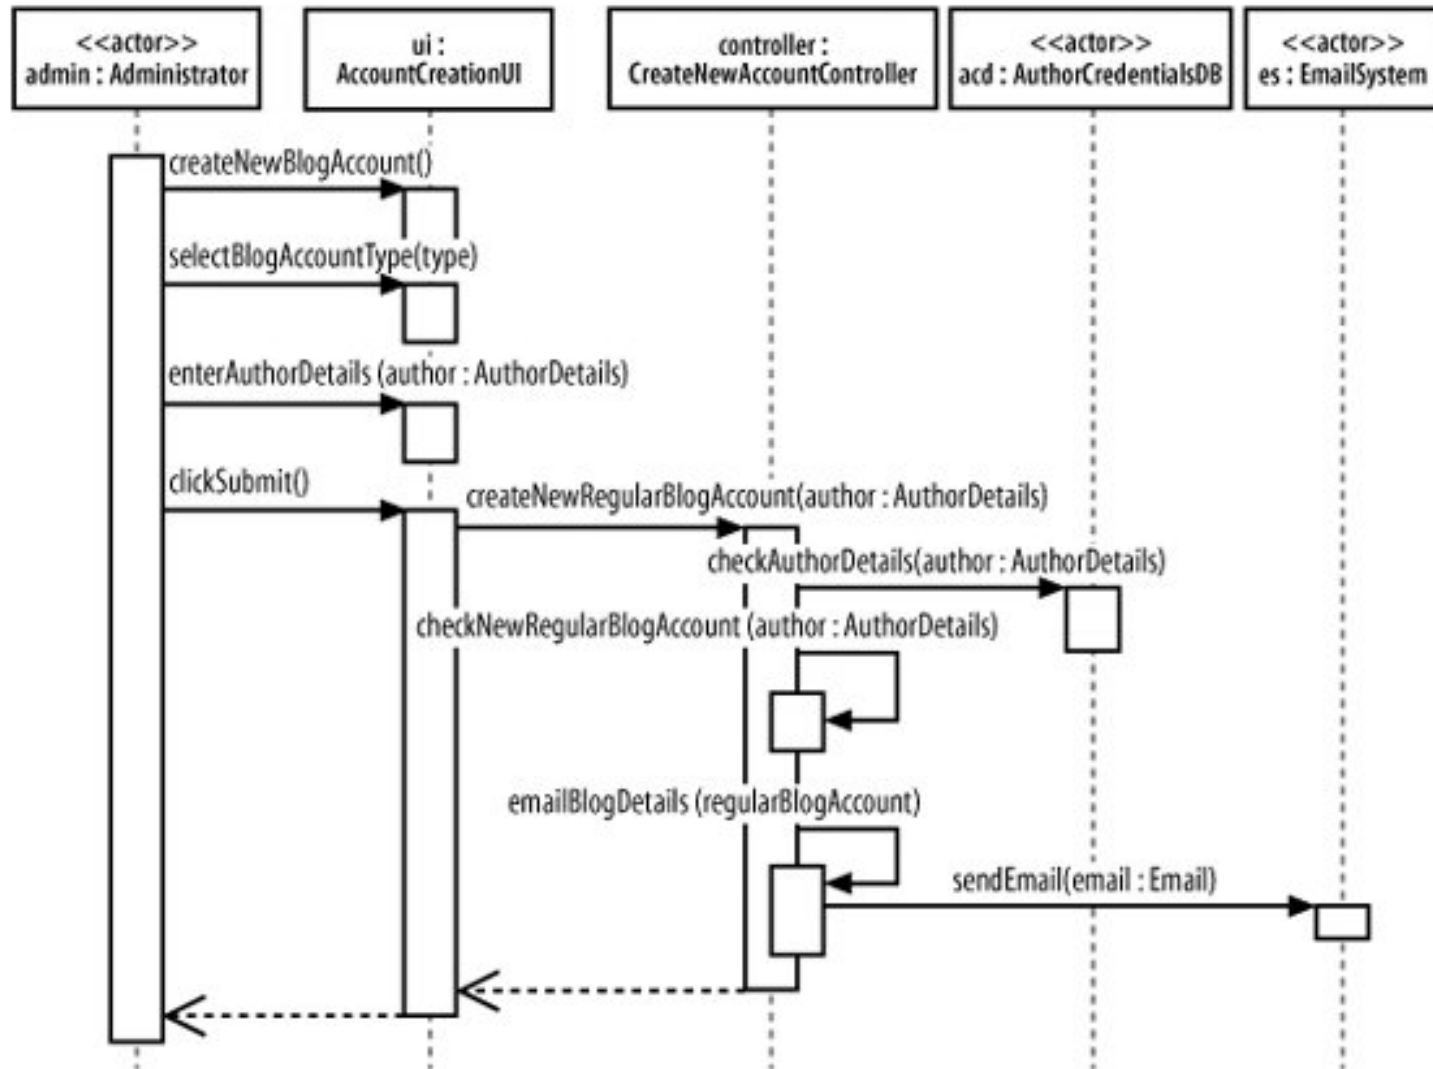 <<actor>>
admin : Administrator
ui :
AccountCreationUI
controller :
CreateNewAccountController
<<actor>>
acd : AuthorCredentialsDB
<<actor>>
es : EmailSystem
createNewBlogAccount()
selectBlogAccountType(type)
enterAuthorDetails (author : AuthorDetails)
clickSubmit()
createNewRegularBlogAccount(author : AuthorDetails)
checkAuthorDetails(author : AuthorDetails)
checkNewRegularBlogAccount (author : AuthorDetails)
emailBlogDetails (regularBlogAccount)
sendEmail(email : Email)